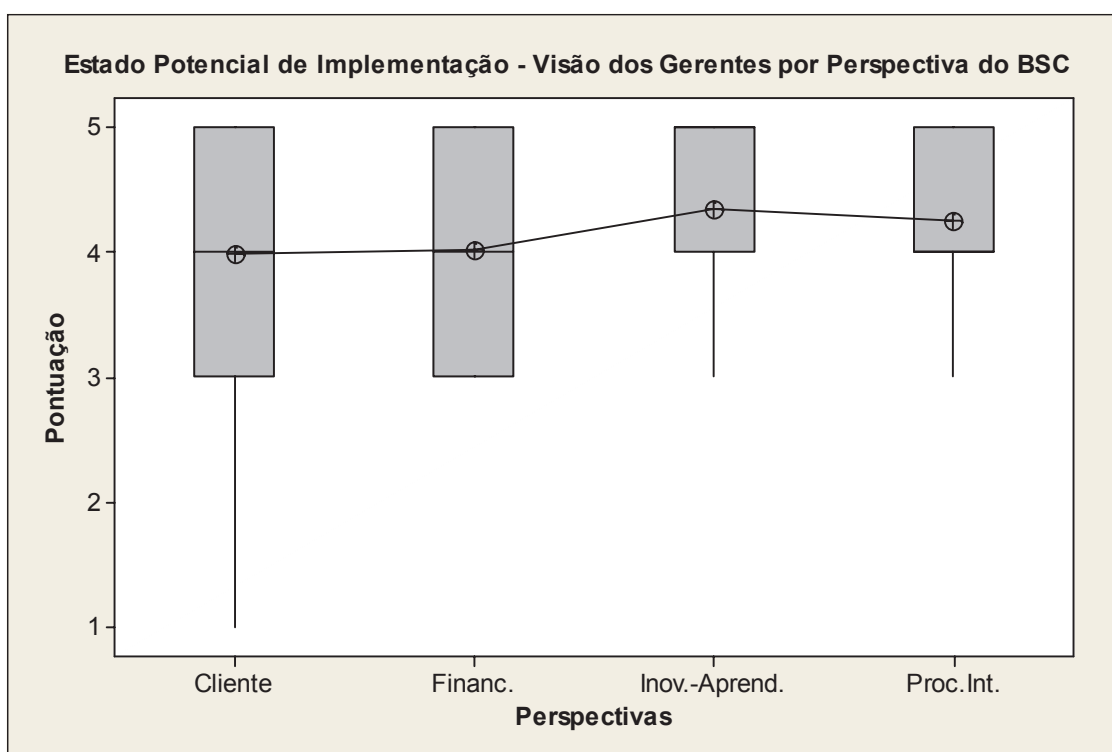 Estado Potencial de Implementação - Visão dos Gerentes por Perspectiva do BSC
5
4
3
2
1
Pontuação
Cliente Financ. Inov.-Aprend. Proc.Int.
Perspectivas